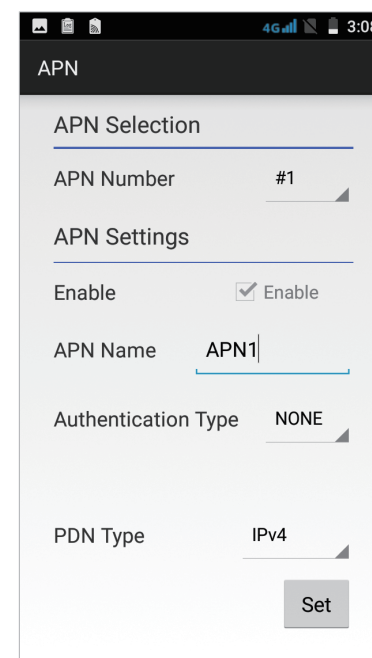 4G 3:08
APN
APN Selection
APN Number #1
APN Settings
Enable Enable
APN Name APN1
Authentication Type NONE
PDN Type IPv4
Set